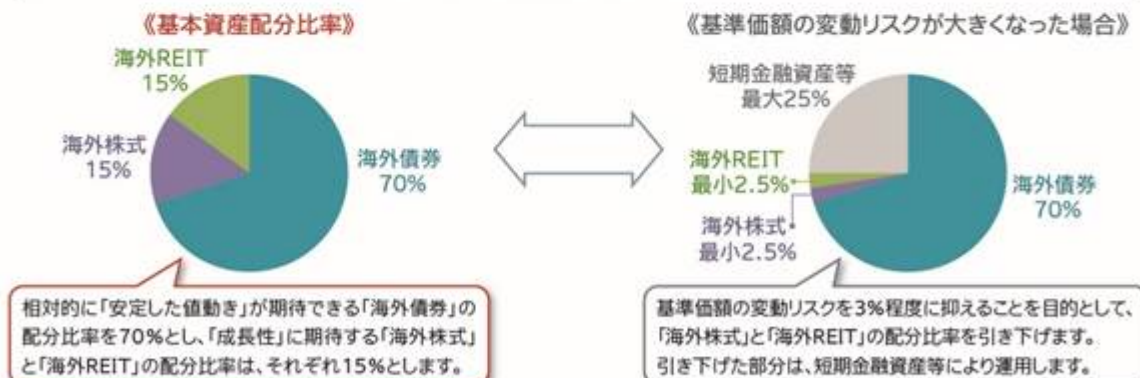 《基本資産配分比率》
海外REIT
15%
海外株式
15%
海外債券
70%
相対的に「安定した値動き」が期待できる「海外債券」の
配分比率を70%とし、「成長性」に期待する「海外株式」
と「海外REIT」の配分比率は、それぞれ15%とします。
《基準価額の変動リスクが大きくなった場合》
短期金融資産等
最大25%
海外REIT
最小2.5%
海外株式
最小2.5%
海外債券
70%
基準価額の変動リスクを3%程度に抑えることを目的として、
「海外株式」と「海外REIT」の配分比率を引き下げます。
引き下げた部分は、短期金融資産等により運用します。